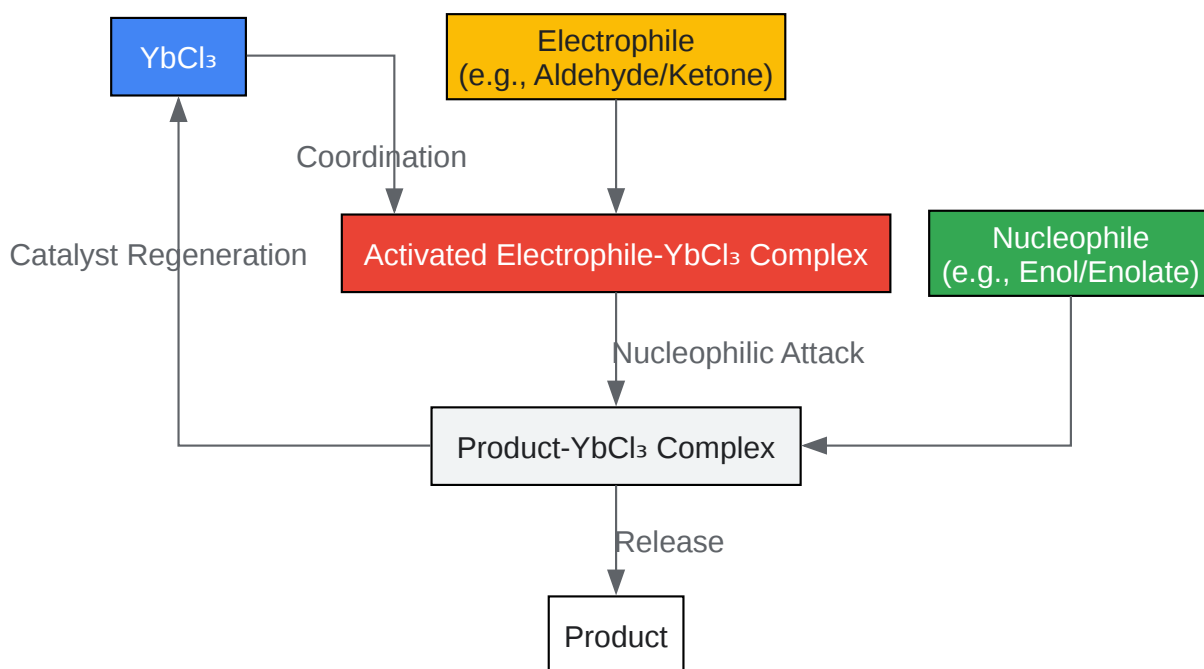 YbCl₃
Electrophile
(e.g., Aldehyde/Ketone)
Coordination
Activated Electrophile-YbCl₃ Complex
Nucleophile
(e.g., Enol/Enolate)
Catalyst Regeneration
Nucleophilic Attack
Product-YbCl₃ Complex
Release
Product